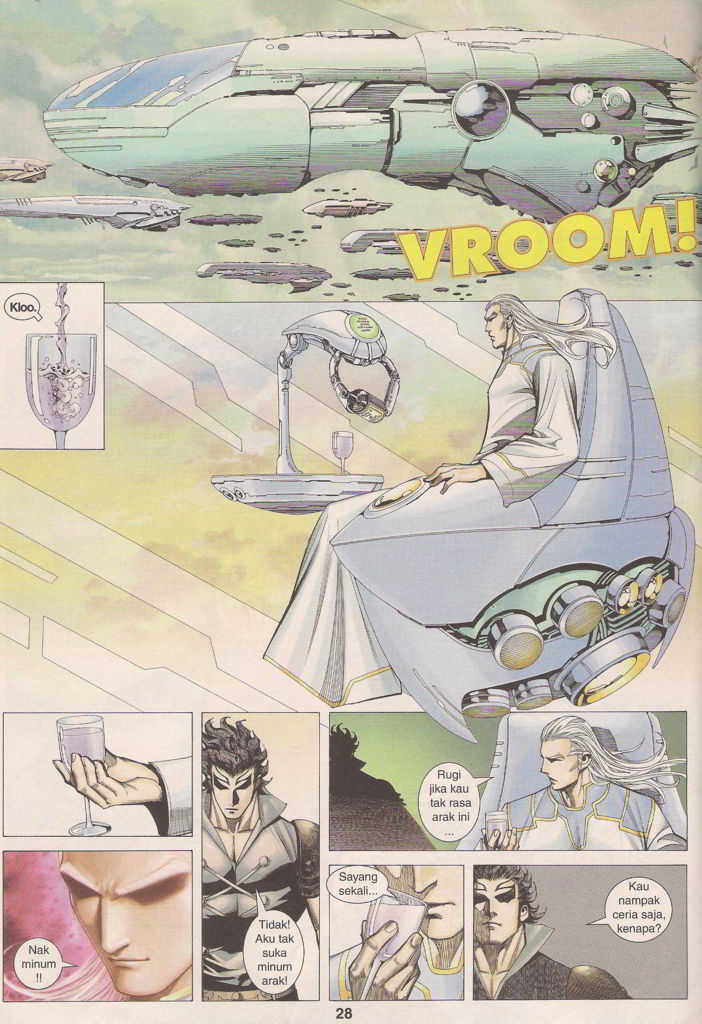 VROOM!
Kloo.
Nak
minum
!!
Tidak!
Aku tak
suka
minum
arak!
Rugi
jika kau
tak rasa
arak ini
...
Sayang
sekali...
Kau
nampak
ceria saja,
kenapa?
28